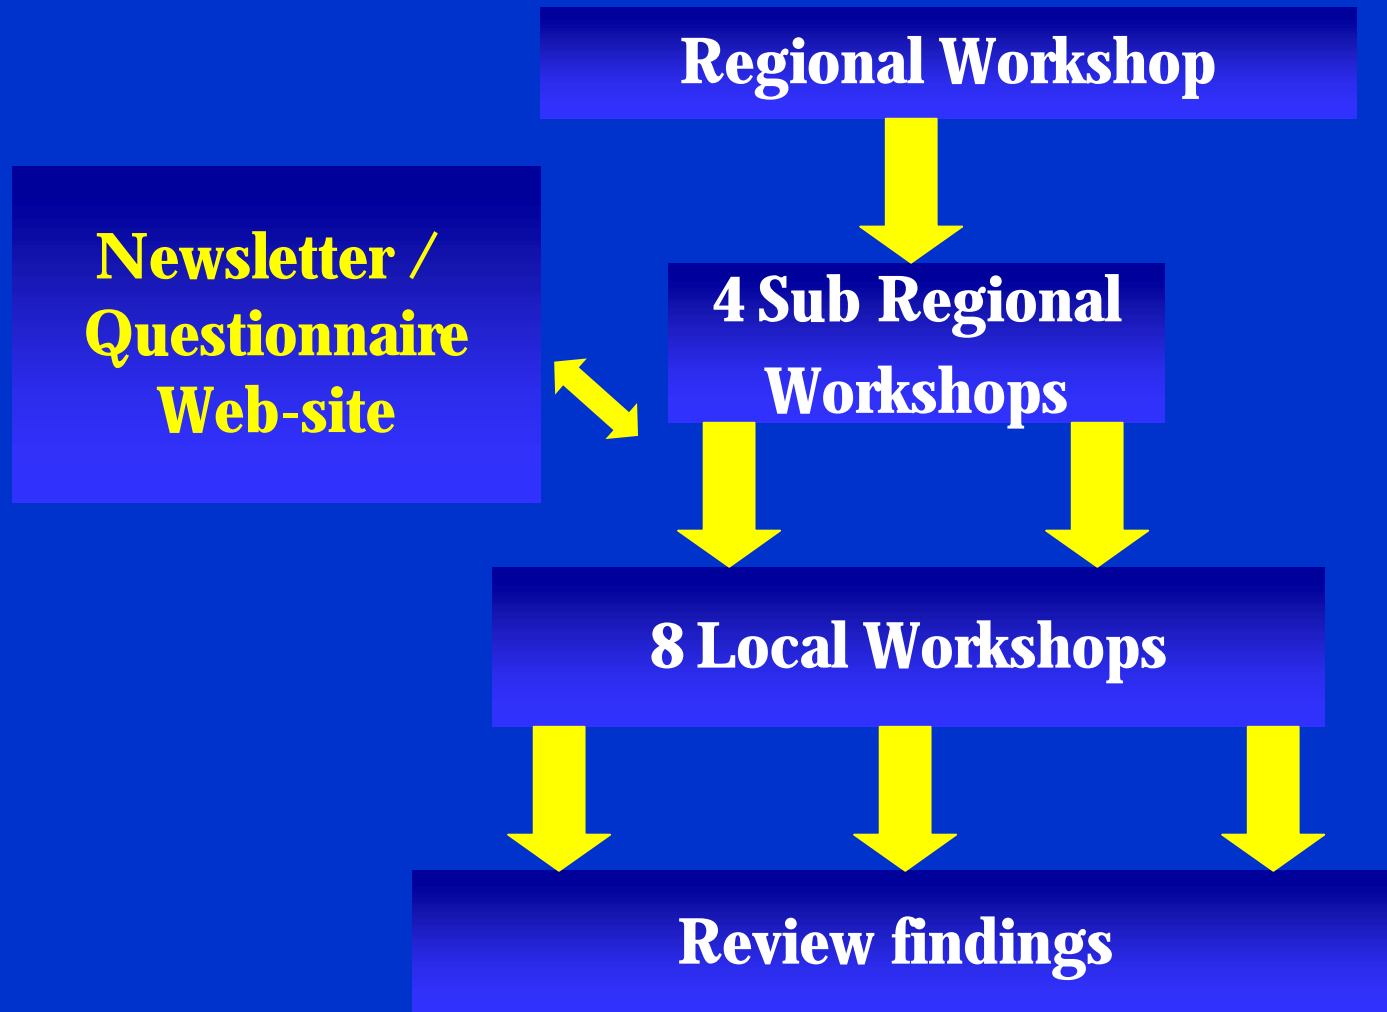 Regional Workshop
Newsletter /
Questionnaire
Web-site
4 Sub Regional
Workshops
8 Local Workshops
Review findings